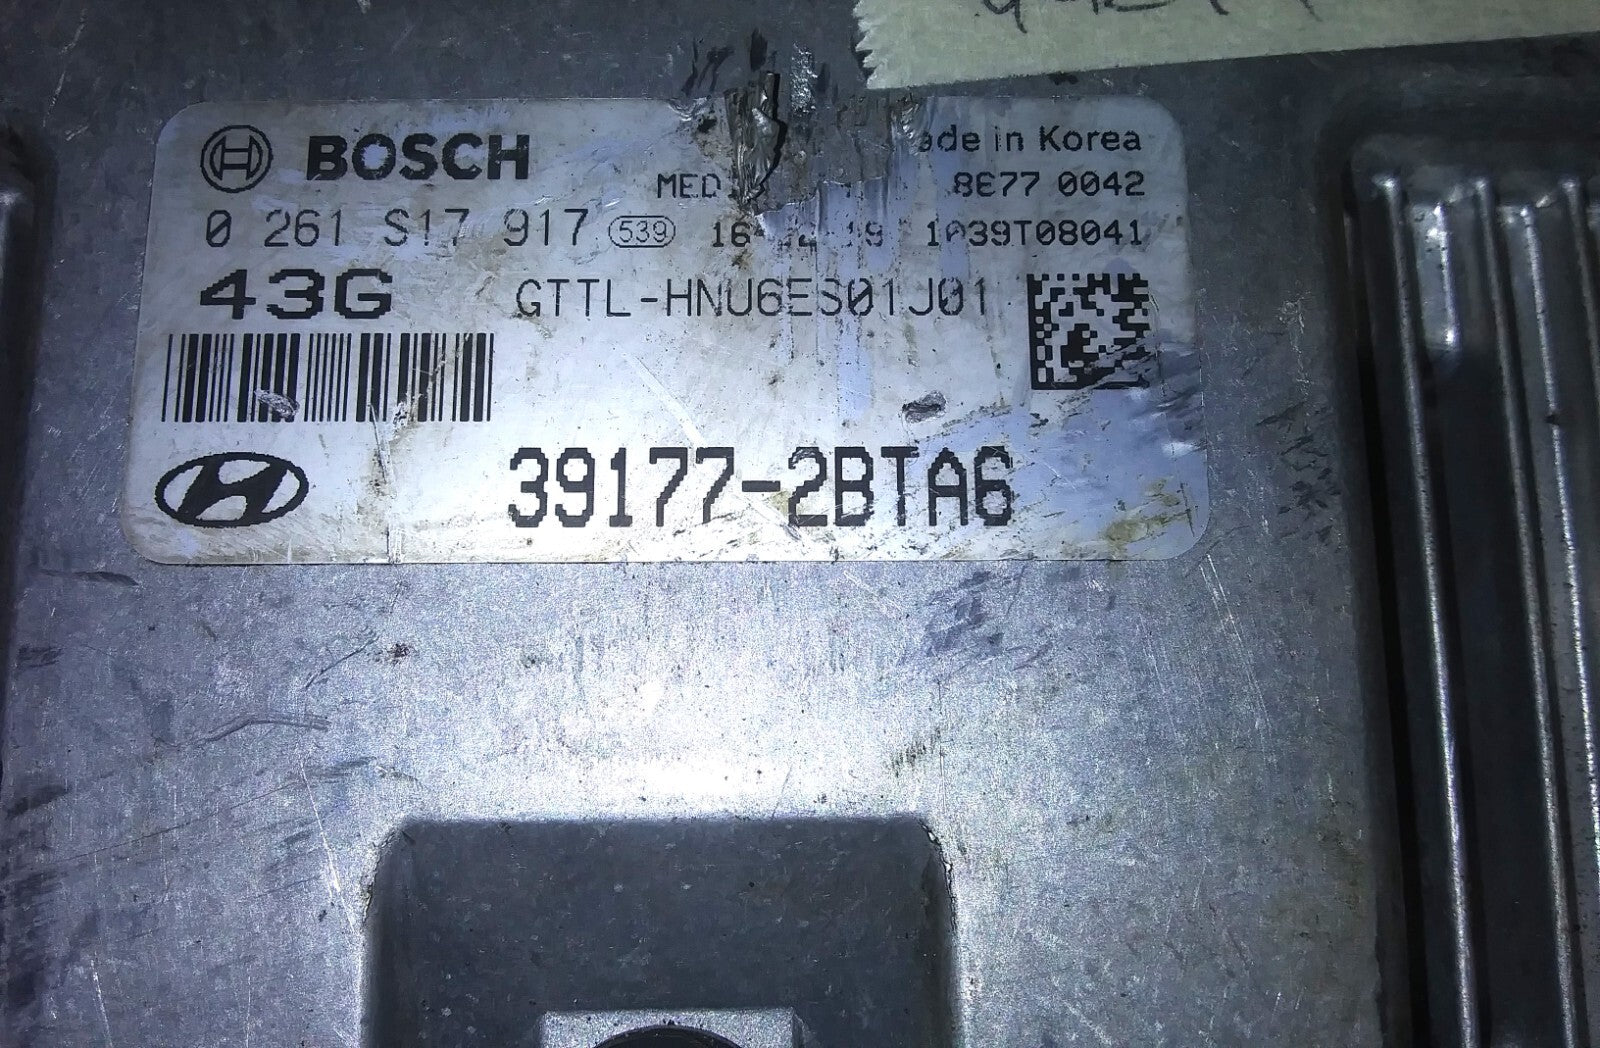 BOSCH
ade in Korea
MED
8E77 0042
0 261 S17 917 539 1039T08041
43G GTTL-HNU6ES01J01
39177-2BTA6